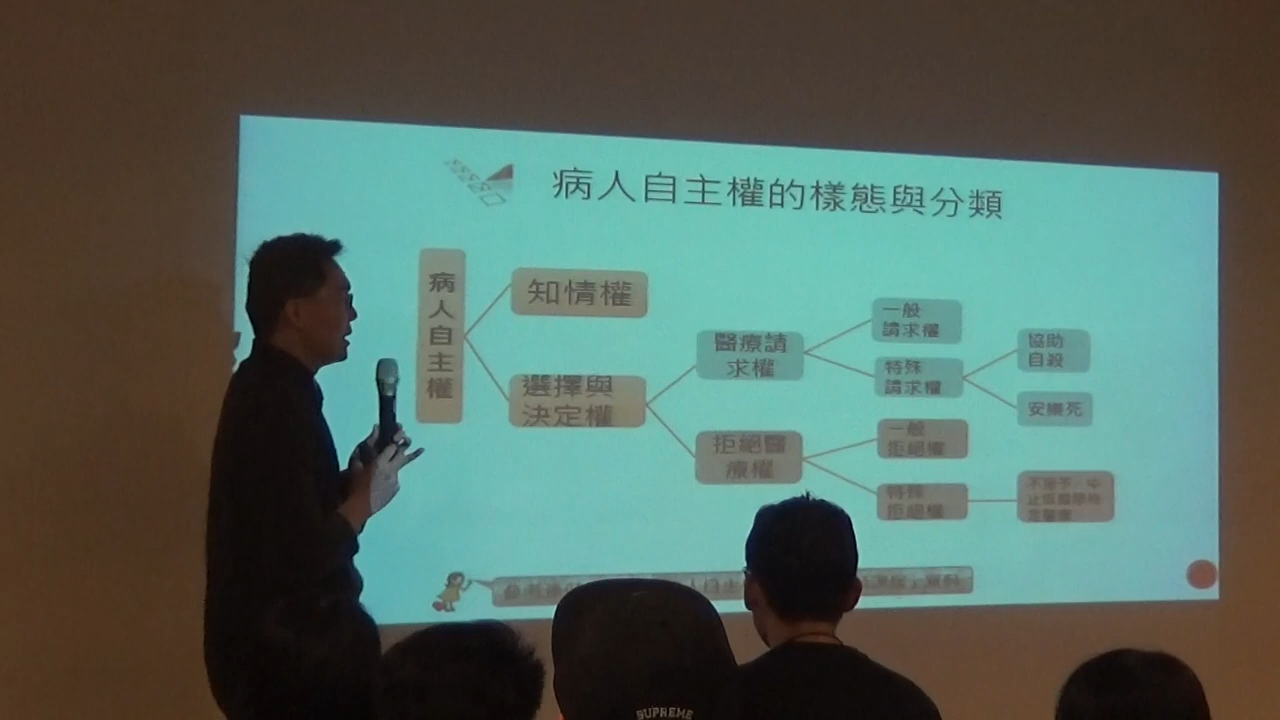 病人自主權的樣態與分類
病人自主權
知情權
選擇與
決定權
醫療請
求權
拒絕醫
療權
一般
請求權
特殊
請求權
一般
拒絕權
特殊
拒絕權
協助
自殺
安樂死
SUPREME